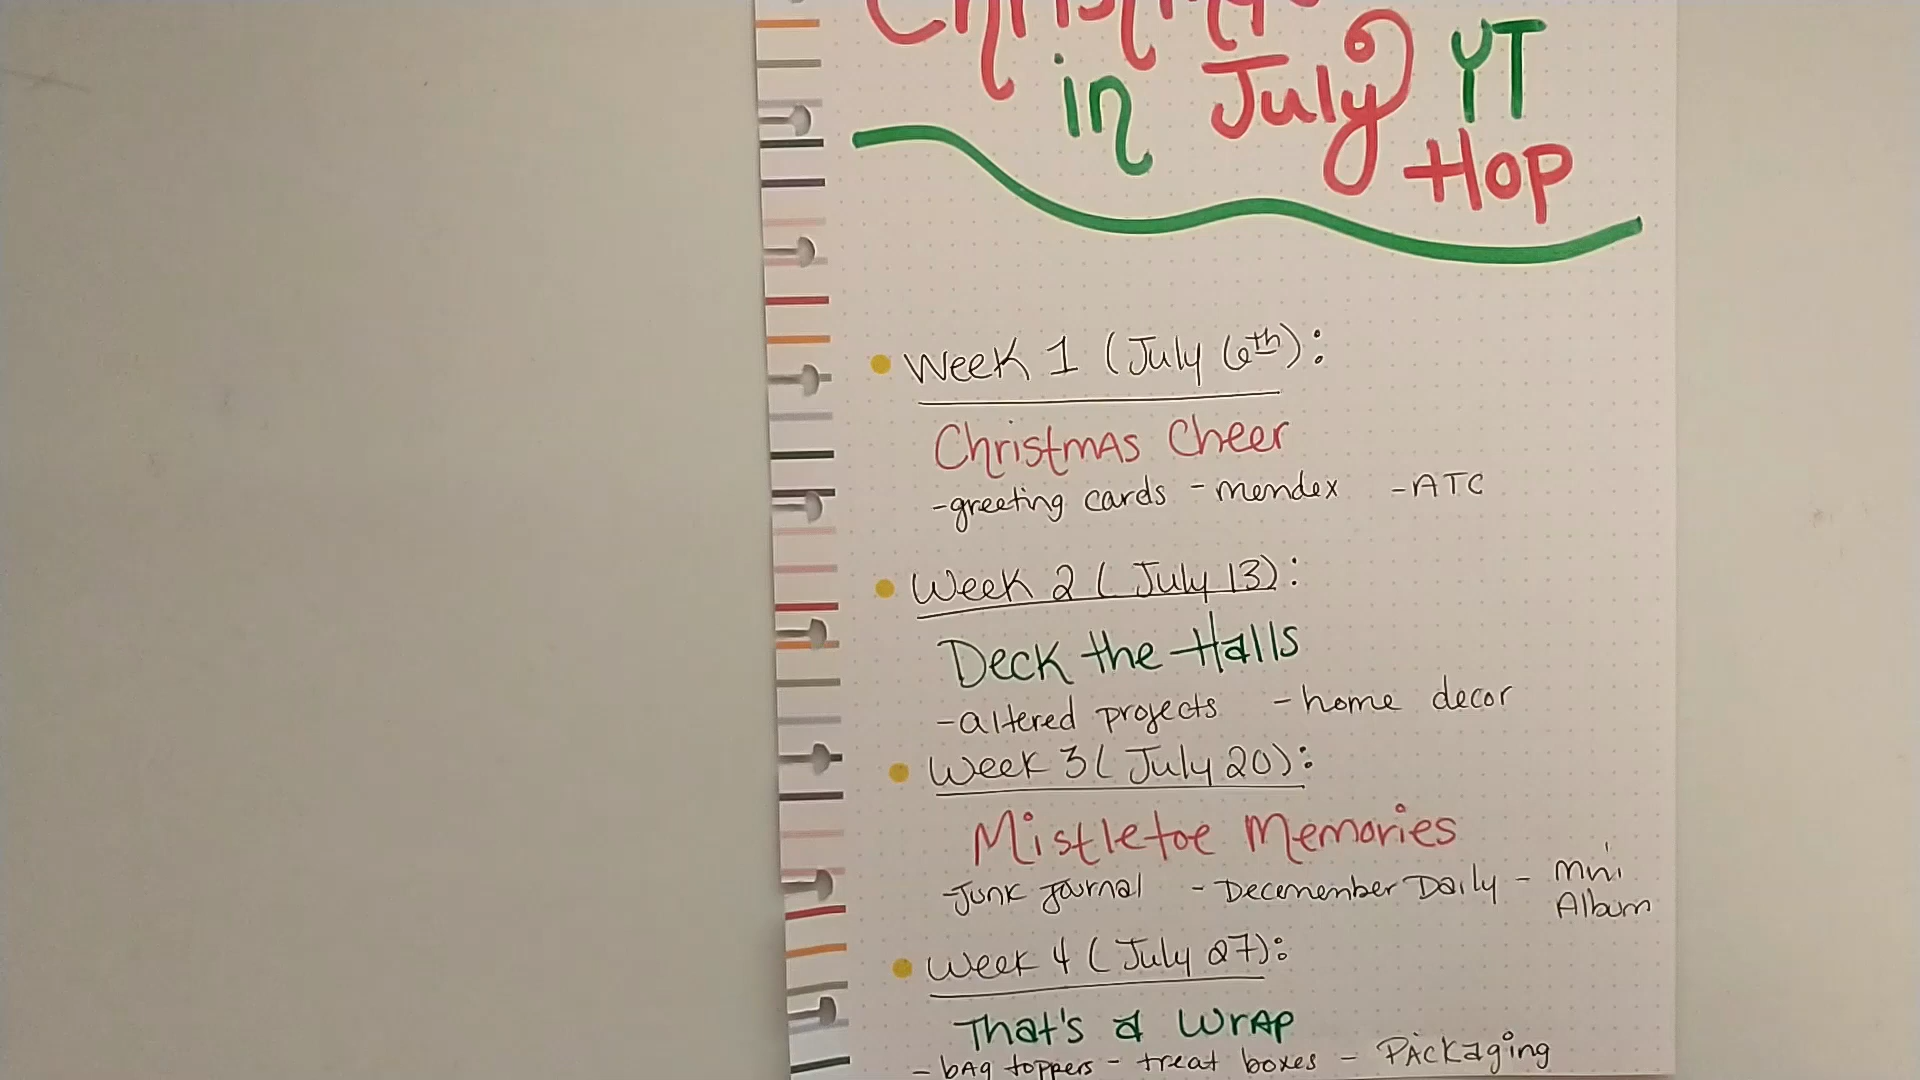 Christmas
in July YT
Hop
Week 1 (July 6th):
Christmas Cheer
-greeting cards - mendex -ATC
Week 2 (July 13):
Deck the Halls
-altered projects - home decor
Week 3 (July 20):
Mistletoe Memories
-Junk Journal - Decemember Daily - Mini
Album
Week 4 (July 27):
That's a Wrap
- bag toppers - treat boxes - Packaging